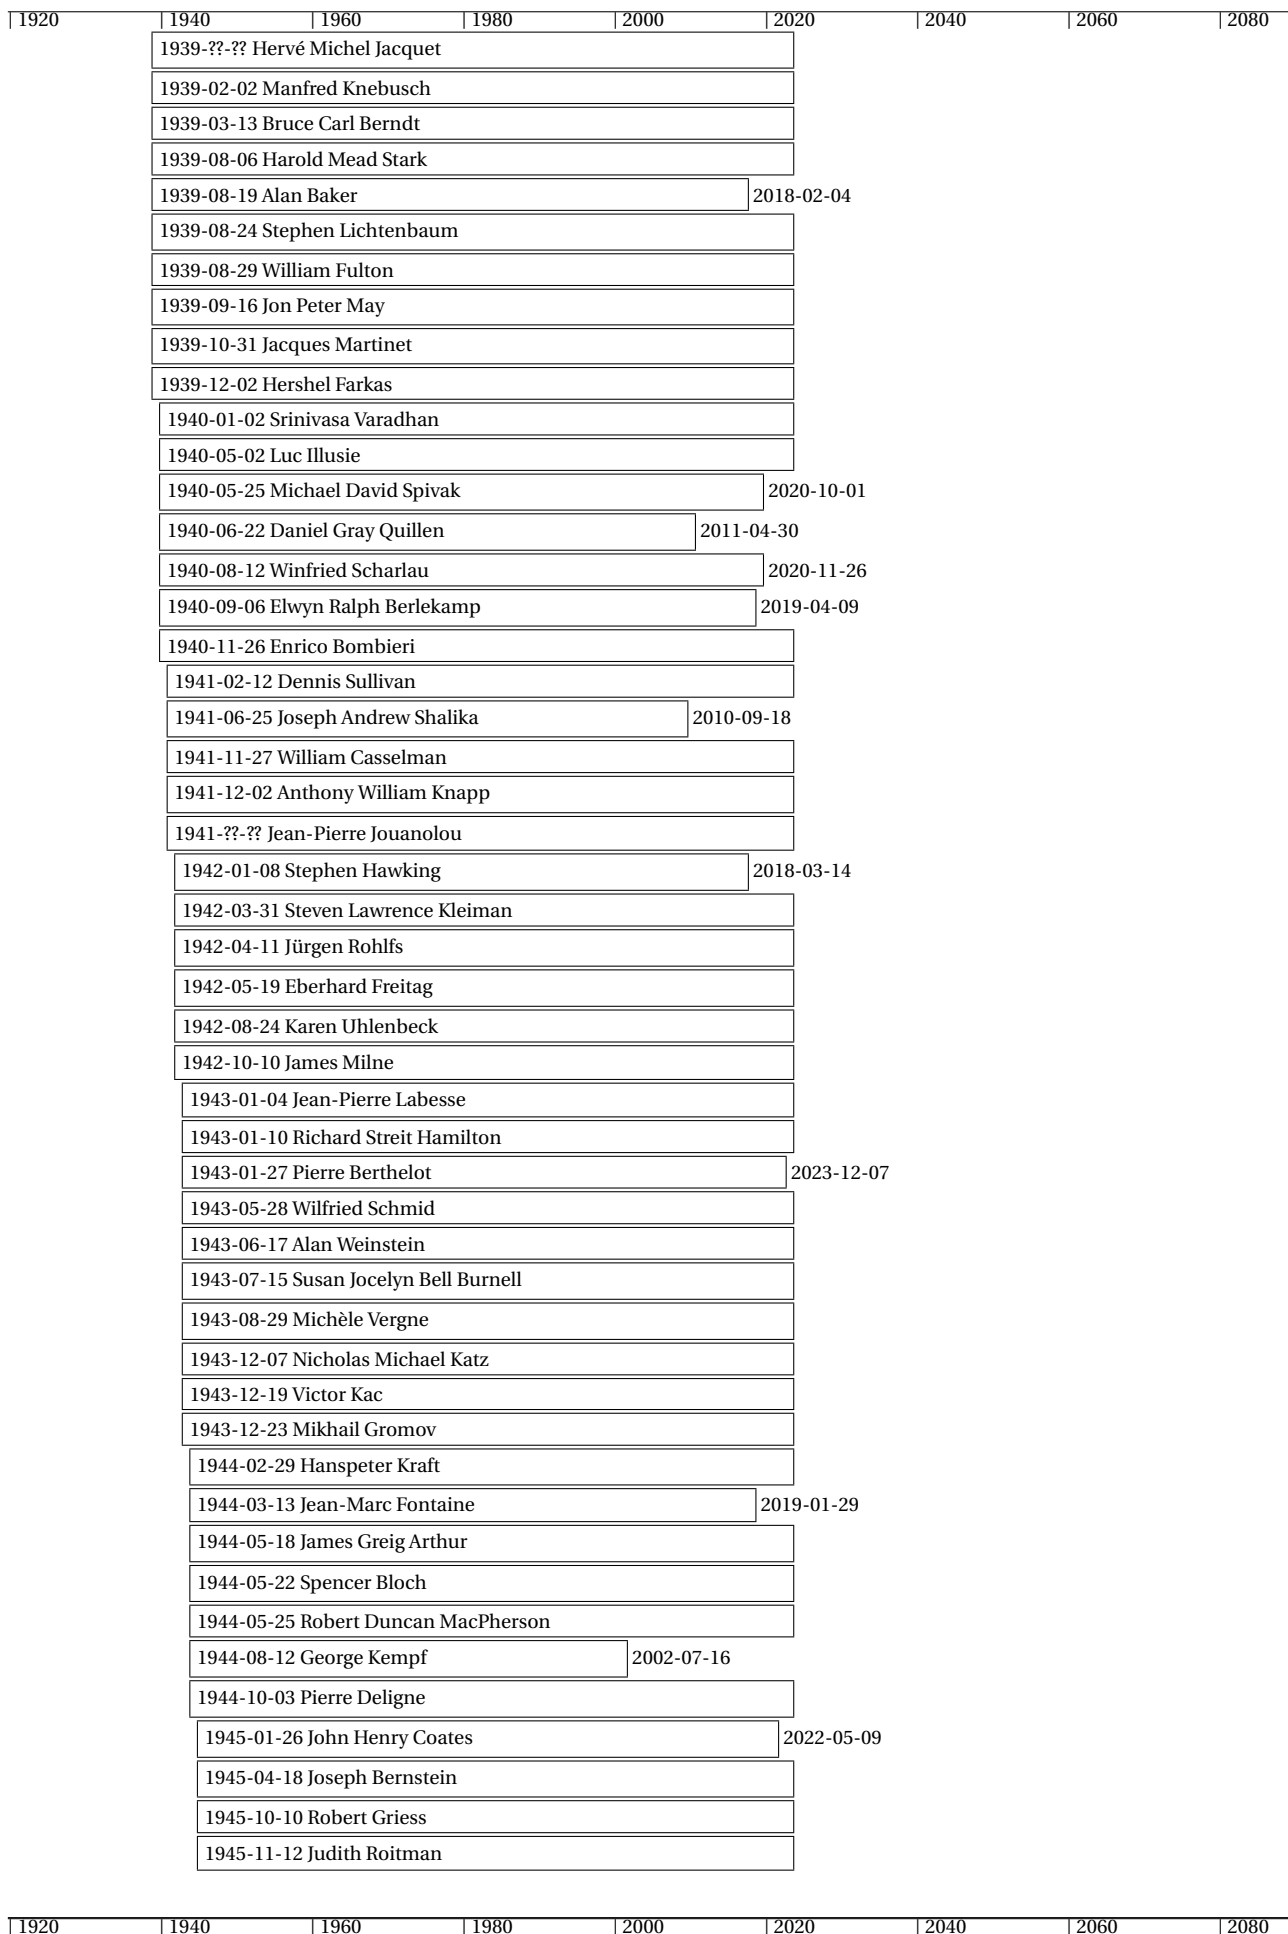 1920 1940 1960 1980 2000 2020 2040 2060 2080
1939-??-?? Hervé Michel Jacquet
1939-02-02 Manfred Knebusch
1939-03-13 Bruce Carl Berndt
1939-08-06 Harold Mead Stark
1939-08-19 Alan Baker 2018-02-04
1939-08-24 Stephen Lichtenbaum
1939-08-29 William Fulton
1939-09-16 Jon Peter May
1939-10-31 Jacques Martinet
1939-12-02 Hershel Farkas
1940-01-02 Srinivasa Varadhan
1940-05-02 Luc Illusie
1940-05-25 Michael David Spivak 2020-10-01
1940-06-22 Daniel Gray Quillen 2011-04-30
1940-08-12 Winfried Scharlau 2020-11-26
1940-09-06 Elwyn Ralph Berlekamp 2019-04-09
1940-11-26 Enrico Bombieri
1941-02-12 Dennis Sullivan
1941-06-25 Joseph Andrew Shalika 2010-09-18
1941-11-27 William Casselman
1941-12-02 Anthony William Knapp
1941-??-?? Jean-Pierre Jouanolou
1942-01-08 Stephen Hawking 2018-03-14
1942-03-31 Steven Lawrence Kleiman
1942-04-11 Jürgen Rohlfs
1942-05-19 Eberhard Freitag
1942-08-24 Karen Uhlenbeck
1942-10-10 James Milne
1943-01-04 Jean-Pierre Labesse
1943-01-10 Richard Streit Hamilton
1943-01-27 Pierre Berthelot 2023-12-07
1943-05-28 Wilfried Schmid
1943-06-17 Alan Weinstein
1943-07-15 Susan Jocelyn Bell Burnell
1943-08-29 Michèle Vergne
1943-12-07 Nicholas Michael Katz
1943-12-19 Victor Kac
1943-12-23 Mikhail Gromov
1944-02-29 Hanspeter Kraft
1944-03-13 Jean-Marc Fontaine 2019-01-29
1944-05-18 James Greig Arthur
1944-05-22 Spencer Bloch
1944-05-25 Robert Duncan MacPherson
1944-08-12 George Kempf 2002-07-16
1944-10-03 Pierre Deligne
1945-01-26 John Henry Coates 2022-05-09
1945-04-18 Joseph Bernstein
1945-10-10 Robert Griess
1945-11-12 Judith Roitman
1920 1940 1960 1980 2000 2020 2040 2060 2080